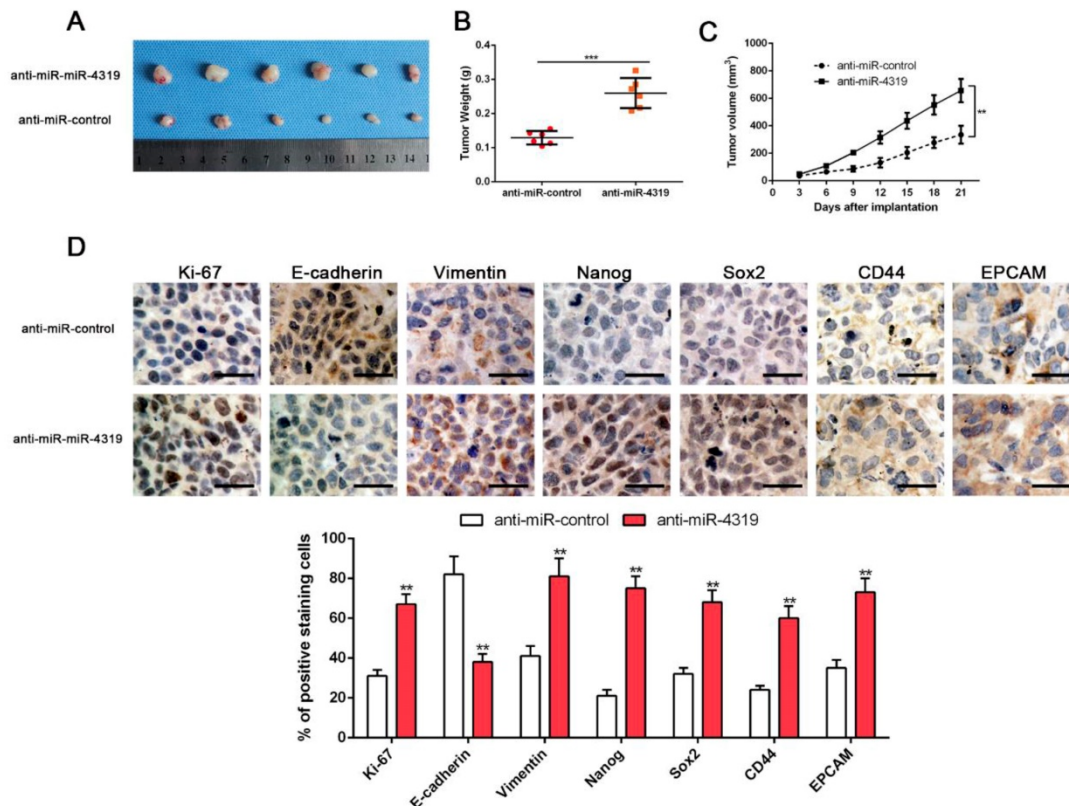 A
anti-miR-miR-4319
anti-miR-control
1 2 3 4 5 6 7 8 9 10 11 12 13 14 1
B
***
Tumor Weight (g)
0.4
0.3
0.2
0.1
0.0
anti-miR-control anti-miR-4319
C
anti-miR-control
anti-miR-4319
Tumor volume (mm³)
1000
800
600
400
200
0
**
0 3 6 9 12 15 18 21
Days after implantation
D
Ki-67 E-cadherin Vimentin Nanog Sox2 CD44 EPCAM
anti-miR-control
anti-miR-miR-4319
anti-miR-control anti-miR-4319
% of positive staining cells
100
80
60
40
20
0
** ** ** ** ** ** **
Ki-67 E-cadherin Vimentin Nanog Sox2 CD44 EPCAM